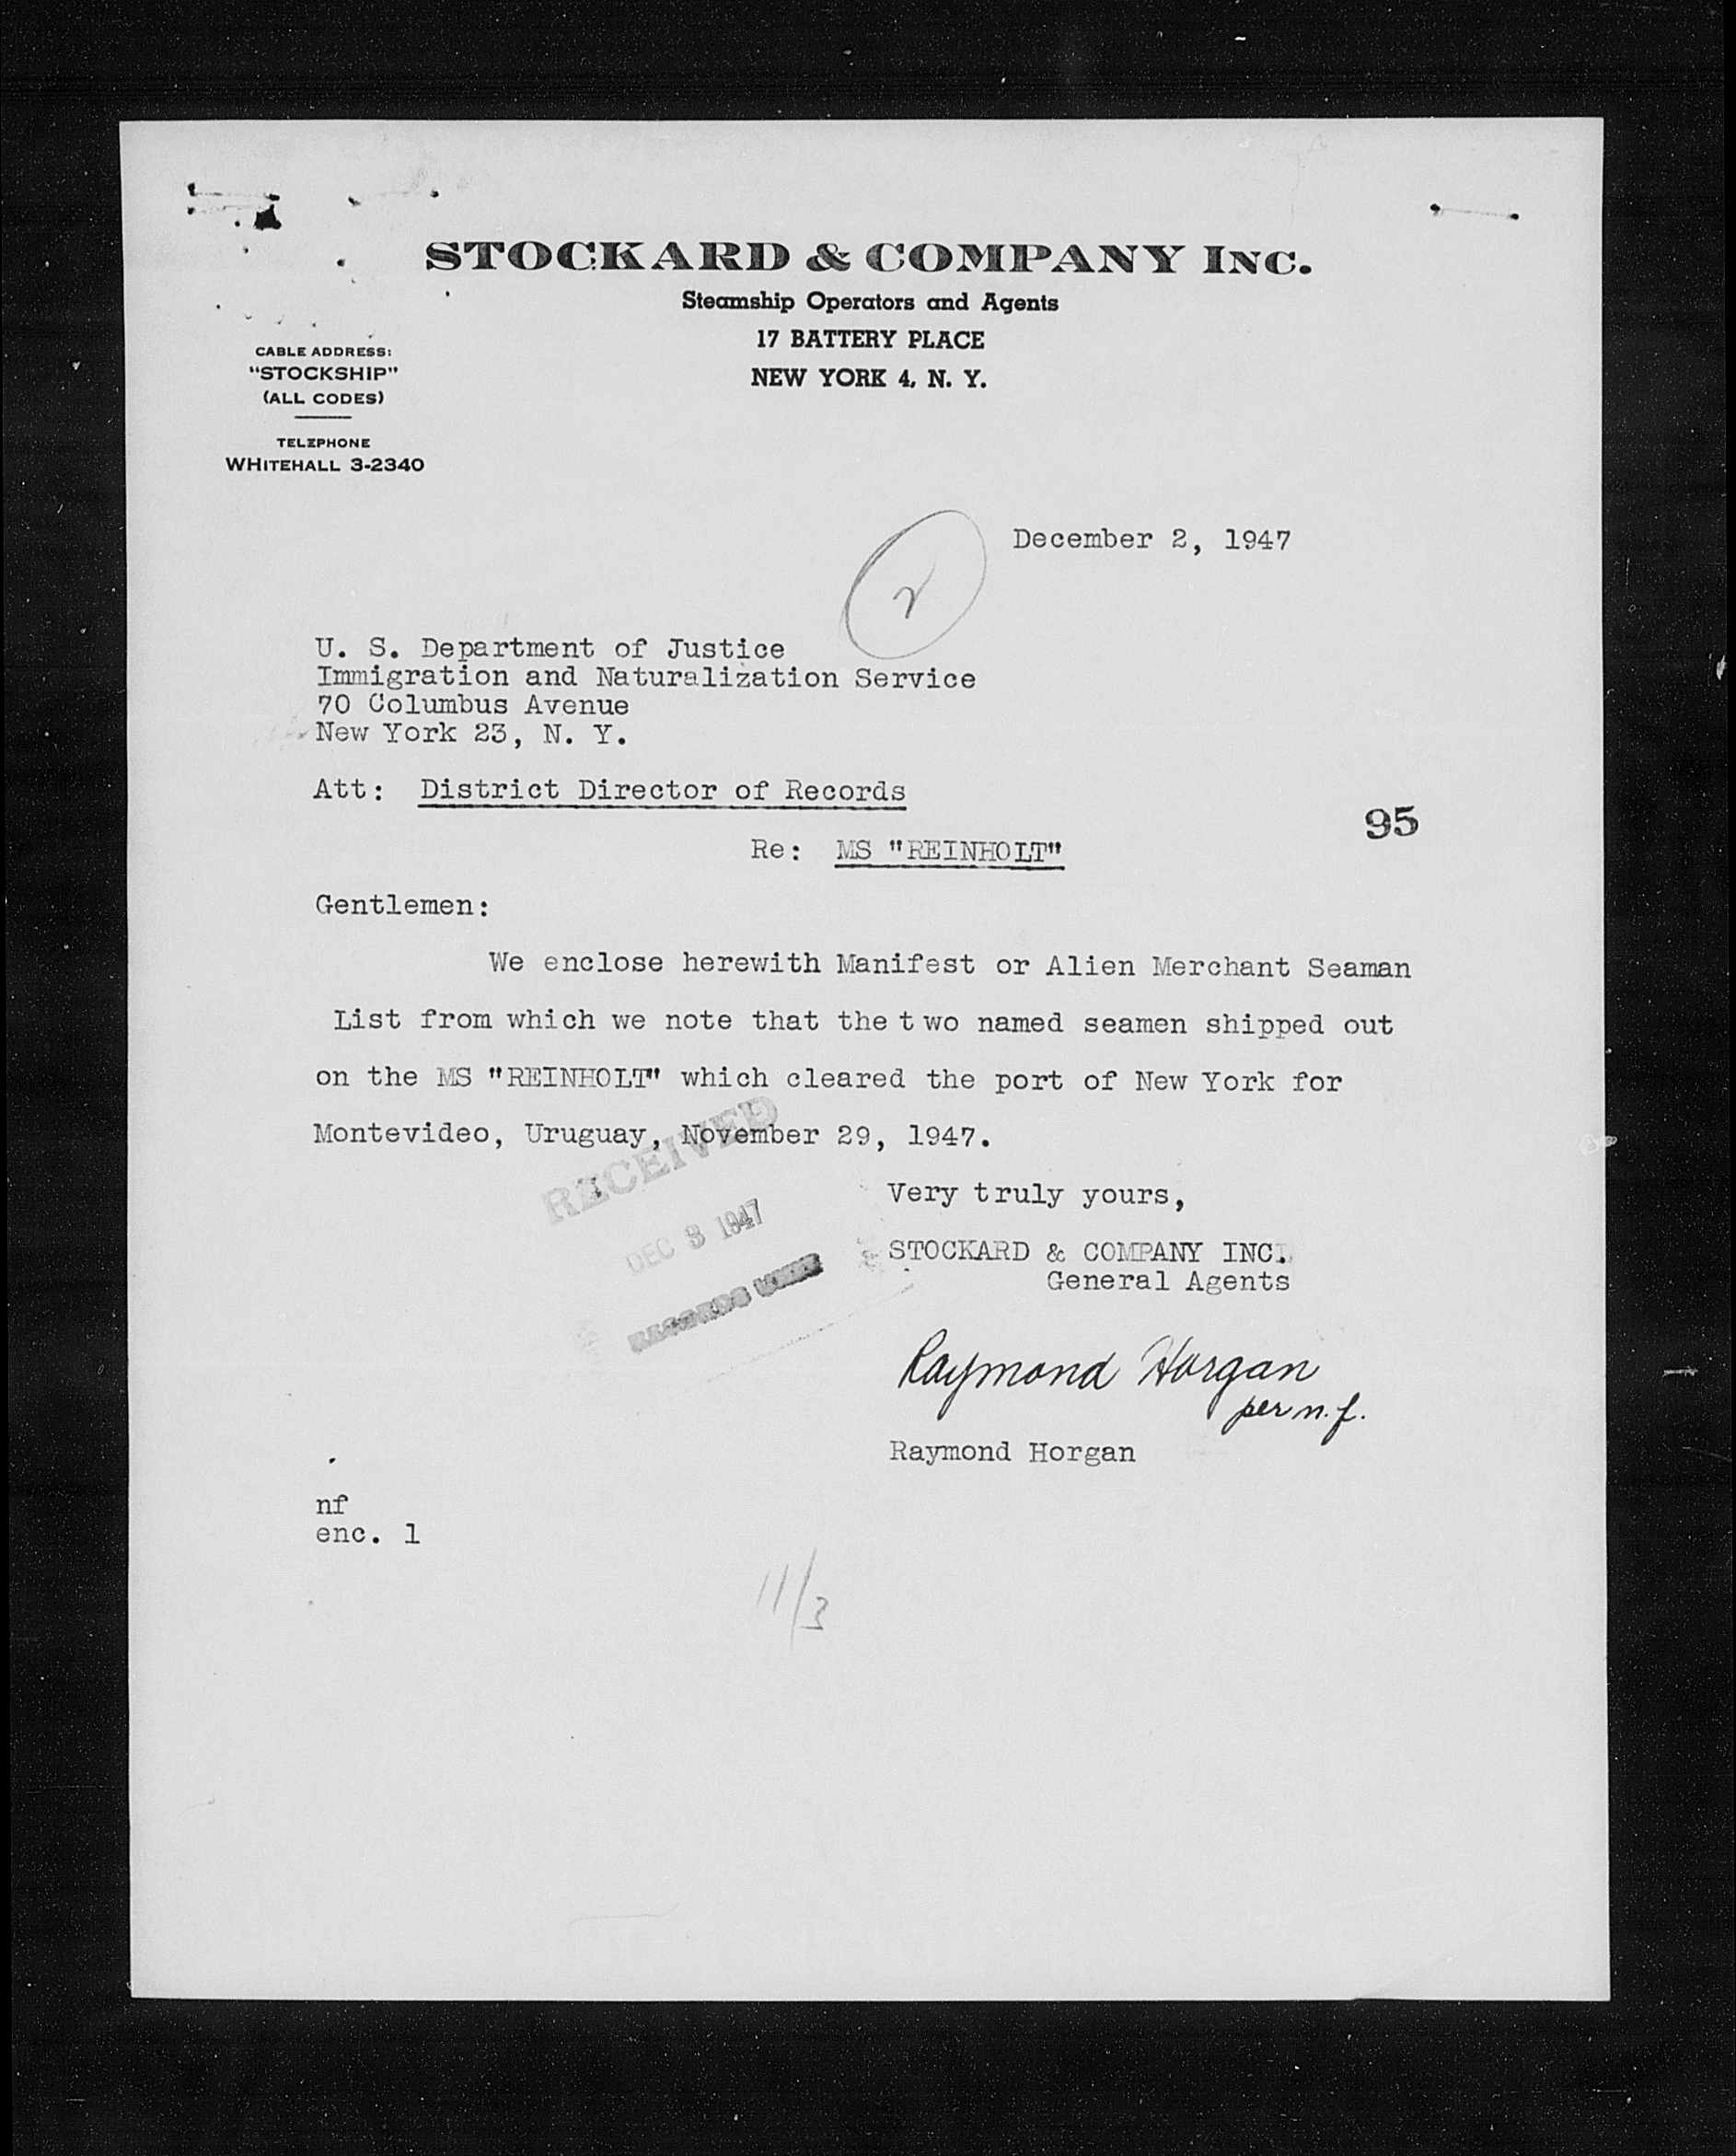 STOCKARD & COMPANY INC.
Steamship Operators and Agents
17 BATTERY PLACE
NEW YORK 4, N. Y.
CABLE ADDRESS:
"STOCKSHIP"
(ALL CODES)
TELEPHONE
WHITEHALL 3-2340
December 2, 1947
2
U. S. Department of Justice
Immigration and Naturalization Service
70 Columbus Avenue
New York 23, N. Y.
Att: District Director of Records
95
Re: MS "REINHOLT"
Gentlemen:
We enclose herewith Manifest or Alien Merchant Seaman
List from which we note that the two named seamen shipped out
on the MS "REINHOLT" which cleared the port of New York for
Montevideo, Uruguay, November 29, 1947.
RECEIVED
DEC 3 1947
RECORDS
Very truly yours,
STOCKARD & COMPANY INC.
General Agents
Raymond Horgan
per n.f.
Raymond Horgan
nf
enc. 1
11/3